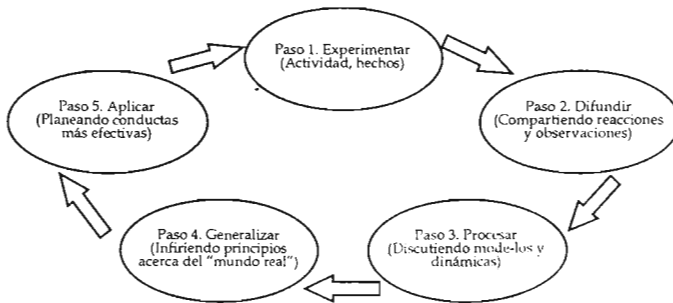 Paso 1. Experimentar
(Actividad, hechos)
Paso 2. Difundir
(Compartiendo reacciones
y observaciones)
Paso 3. Procesar
(Discutiendo mode-los y
dinámicas)
Paso 4. Generalizar
(Infiriendo principios
acerca del "mundo real")
Paso 5. Aplicar
(Planeando conductas
más efectivas)